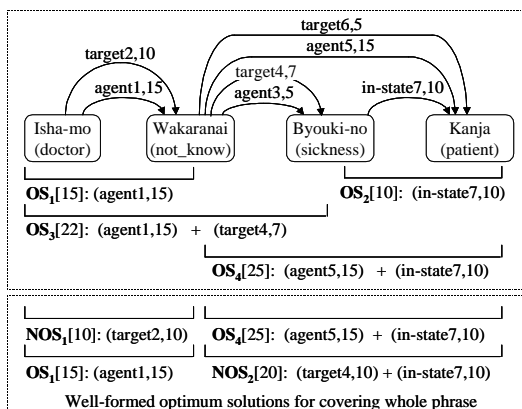 target6,5
agent5,15
target2,10
target4,7
agent1,15
agent3,5
in-state7,10
Isha-mo Wakaranai Byouki-no Kanja
(doctor) (not_know) (sickness) (patient)
OS1[15]: (agent1,15) OS2[10]: (in-state7,10)
OS3[22]: (agent1,15) + (target4,7)
OS4[25]: (agent5,15) + (in-state7,10)
NOS1[10]: (target2,10) OS4[25]: (agent5,15) + (in-state7,10)
OS1[15]: (agent1,15) NOS2[20]: (target4,10) + (in-state7,10)
Well-formed optimum solutions for covering whole phrase